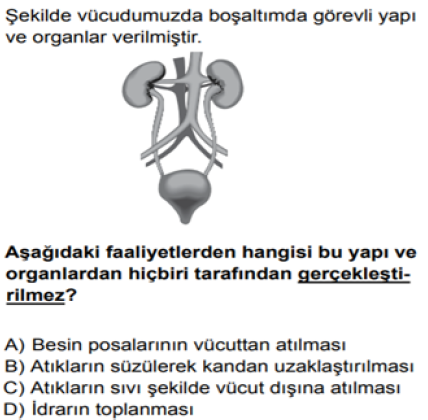 Şekilde vücudumuzda boşaltımda görevli yapı
ve organlar verilmiştir.
Aşağıdaki faaliyetlerden hangisi bu yapı ve
organlardan hiçbiri tarafından gerçekleşti-
rilmez?
A) Besin posalarının vücuttan atılması
B) Atıkların süzülerek kandan uzaklaştırılması
C) Atıkların sıvı şekilde vücut dışına atılması
D) İdrarın toplanması